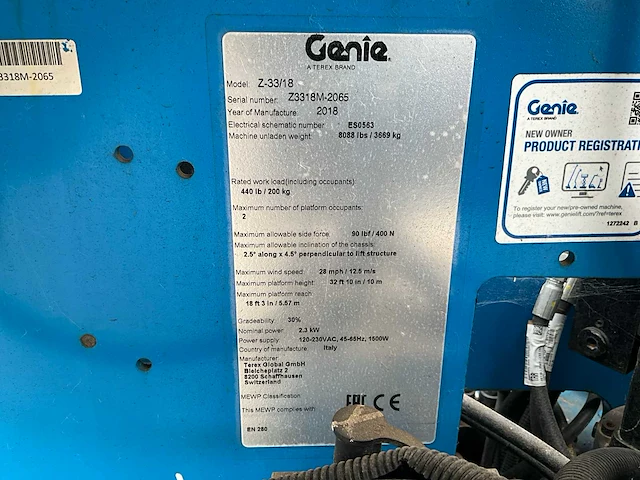 3318M-2065
Genie
A TEREX BRAND
Model: Z-33/18
Serial number: Z3318M-2065
Year of Manufacture: 2018
Electrical schematic number: ES0563
Machine unladen weight: 8088 lbs / 3669 kg
Rated work load(including occupants)
440 lb / 200 kg
Maximum number of platform occupants:
2
Maximum allowable side force: 90 lbf / 400 N
Maximum allowable inclination of the chassis:
2.5° along x 4.5° perpendicular to lift structure
Maximum wind speed: 28 mph / 12.5 m/s
Maximum platform height: 32 ft 10 in / 10 m
Maximum platform reach
18 ft 3 in / 5.57 m
Gradeability: 30%
Nominal power: 2.3 kW
Power supply: 120-230VAC, 45-65Hz, 1500W
Country of manufacture: Italy
Manufacturer:
Terex Global GmbH
Bleicheplatz 2
8200 Schaffhausen
Switzerland
MEWP Classification:
This MEWP complies with:
EN 280
EAC CE
Genie
A TEREX BRAND
NEW OWNER
PRODUCT REGISTRATI
To register your new/pre-owned machine,
please visit: www.genielift.com/?ref=terex
1272242 B